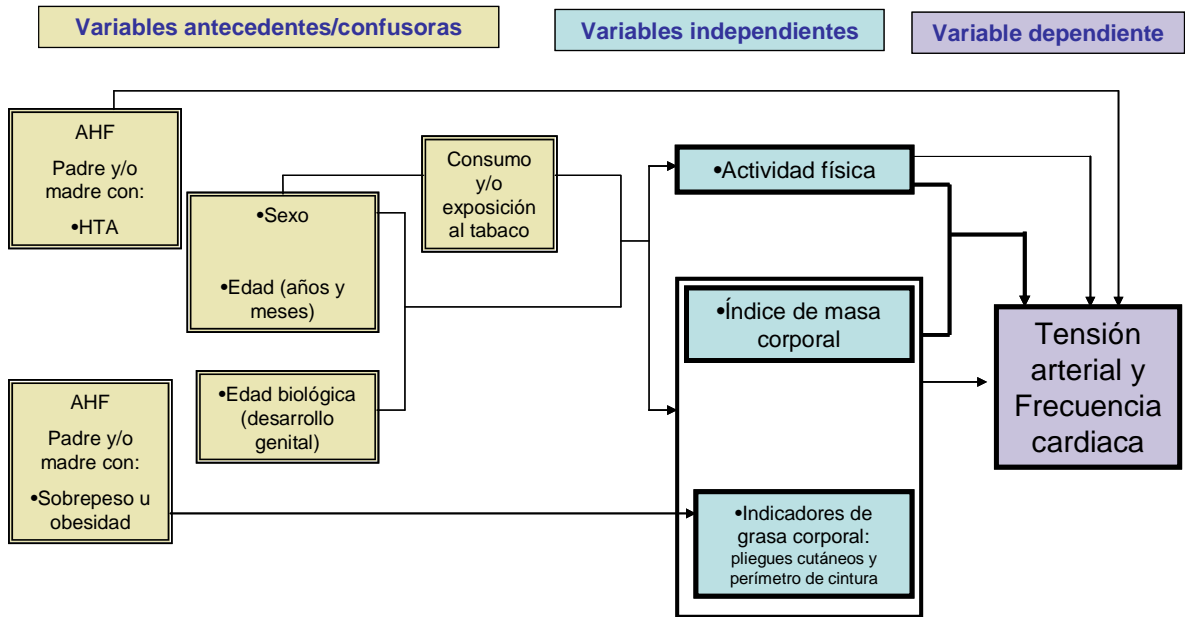 Variables antecedentes/confusoras
Variables independientes
Variable dependiente
AHF
Padre y/o
madre con:
•HTA
•Sexo
•Edad (años y
meses)
Consumo
y/o
exposición
al tabaco
•Actividad física
•Índice de masa
corporal
Tensión
arterial y
Frecuencia
cardiaca
AHF
Padre y/o
madre con:
•Sobrepeso u
obesidad
•Edad biológica
(desarrollo
genital)
•Indicadores de
grasa corporal:
pliegues cutáneos y
perímetro de cintura